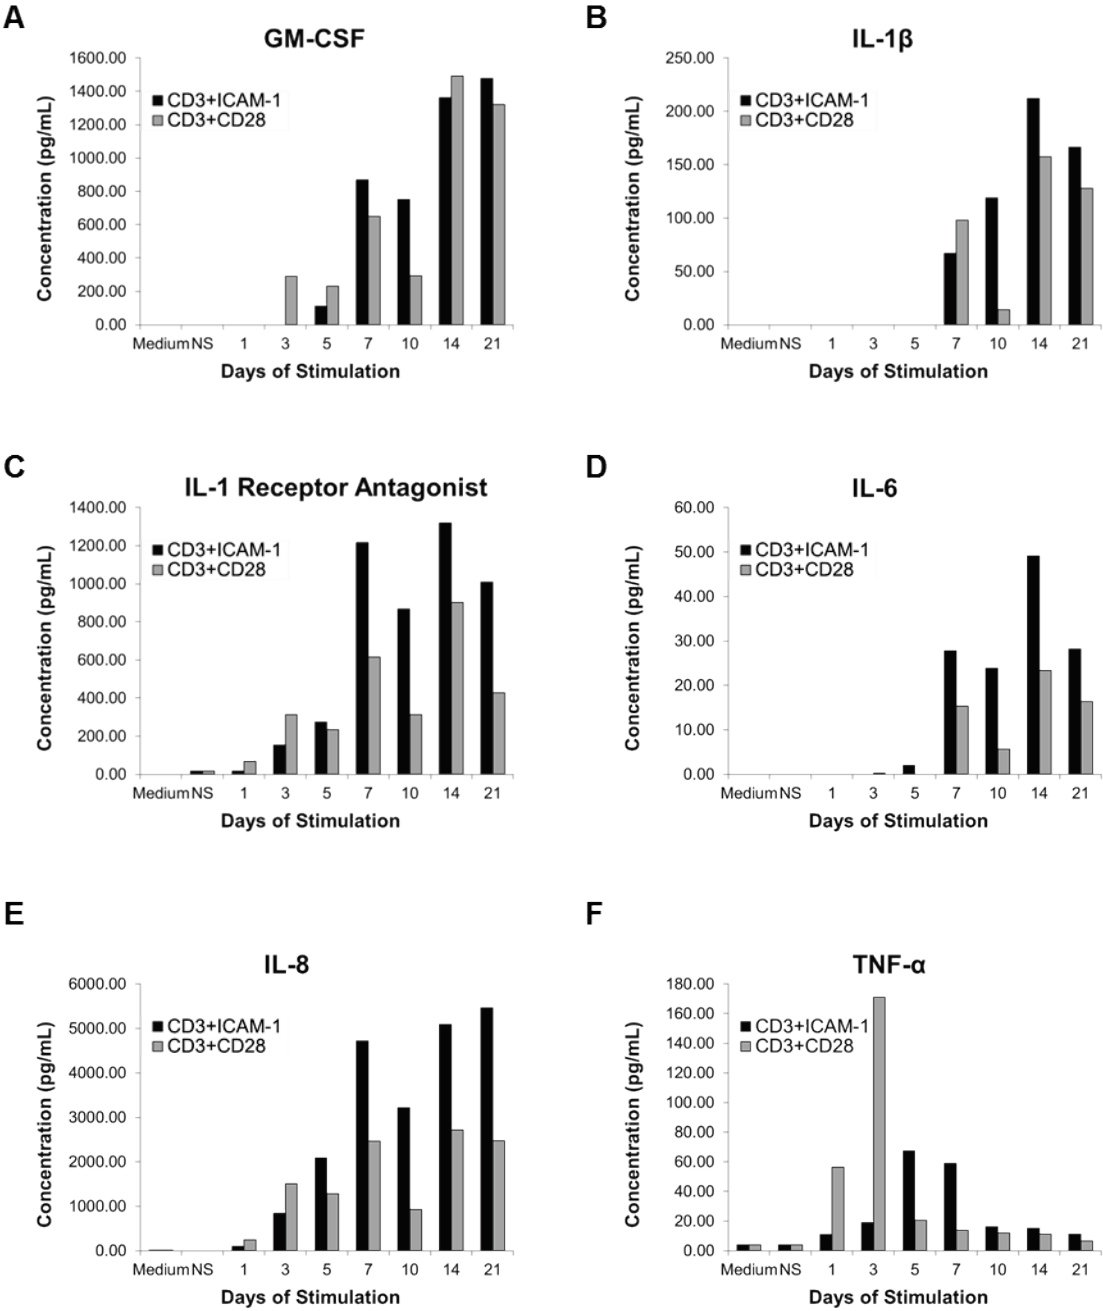 A
GM-CSF
1600.00
1400.00
1200.00
1000.00
800.00
600.00
400.00
200.00
0.00
Concentration (pg/mL)
CD3+ICAM-1
CD3+CD28
Medium NS 1 3 5 7 10 14 21
Days of Stimulation
B
IL-1β
250.00
200.00
150.00
100.00
50.00
0.00
Concentration (pg/mL)
CD3+ICAM-1
CD3+CD28
Medium NS 1 3 5 7 10 14 21
Days of Stimulation
C
IL-1 Receptor Antagonist
1400.00
1200.00
1000.00
800.00
600.00
400.00
200.00
0.00
Concentration (pg/mL)
CD3+ICAM-1
CD3+CD28
Medium NS 1 3 5 7 10 14 21
Days of Stimulation
D
IL-6
60.00
50.00
40.00
30.00
20.00
10.00
0.00
Concentration (pg/mL)
CD3+ICAM-1
CD3+CD28
Medium NS 1 3 5 7 10 14 21
Days of Stimulation
E
IL-8
6000.00
5000.00
4000.00
3000.00
2000.00
1000.00
0.00
Concentration (pg/mL)
CD3+ICAM-1
CD3+CD28
Medium NS 1 3 5 7 10 14 21
Days of Stimulation
F
TNF-α
180.00
160.00
140.00
120.00
100.00
80.00
60.00
40.00
20.00
0.00
Concentration (pg/mL)
CD3+ICAM-1
CD3+CD28
Medium NS 1 3 5 7 10 14 21
Days of Stimulation